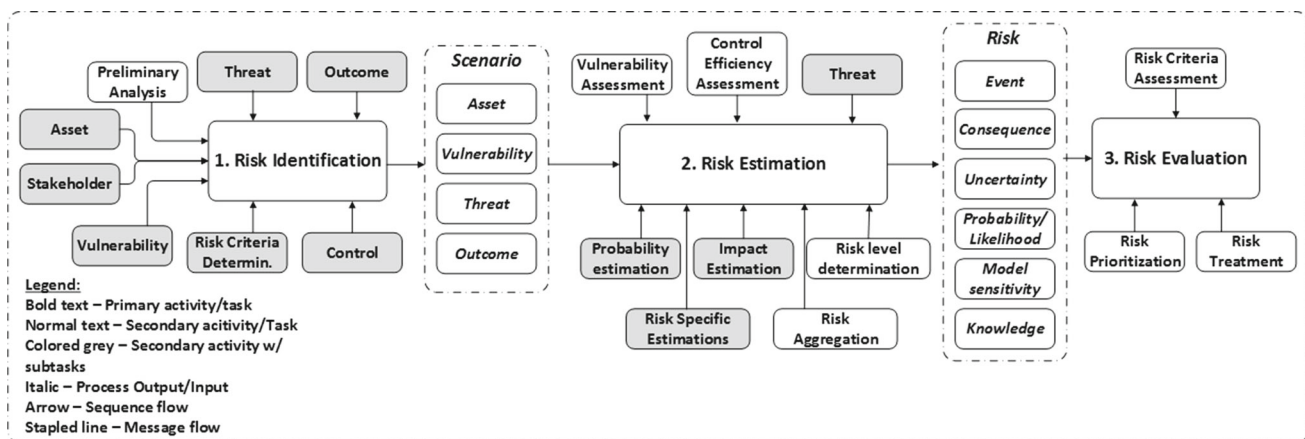 Preliminary
Analysis
Threat
Outcome
Asset
Stakeholder
Vulnerability
1. Risk Identification
Risk Criteria
Determin.
Control
Scenario
Asset
Vulnerability
Threat
Outcome
Vulnerability
Assessment
Control
Efficiency
Assessment
Threat
2. Risk Estimation
Probability
estimation
Impact
Estimation
Risk level
determination
Risk Specific
Estimations
Risk
Aggregation
Risk
Event
Consequence
Uncertainty
Probability/
Likelihood
Model
sensitivity
Knowledge
Risk Criteria
Assessment
3. Risk Evaluation
Risk
Prioritization
Risk
Treatment
Legend:
Bold text – Primary activity/task
Normal text – Secondary acitivity/Task
Colored grey – Secondary activity w/
subtasks
Italic – Process Output/Input
Arrow – Sequence flow
Stapled line – Message flow